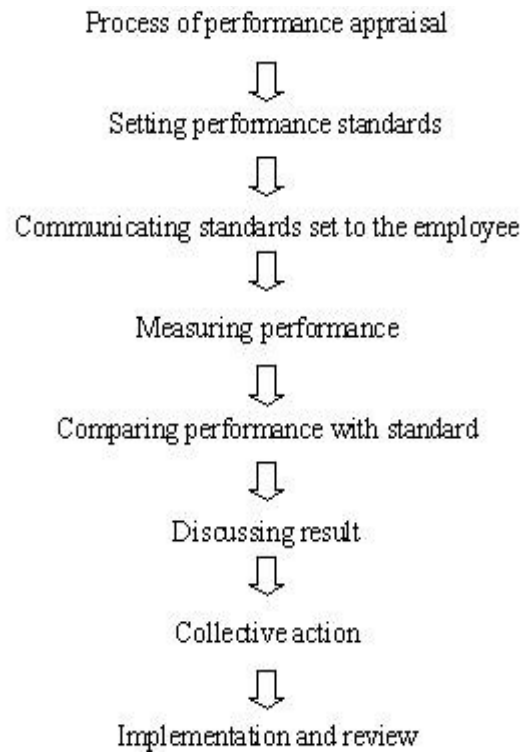 Process of performance appraisal
Setting performance standards
Communicating standards set to the employee
Measuring performance
Comparing performance with standard
Discussing result
Collective action
Implementation and review